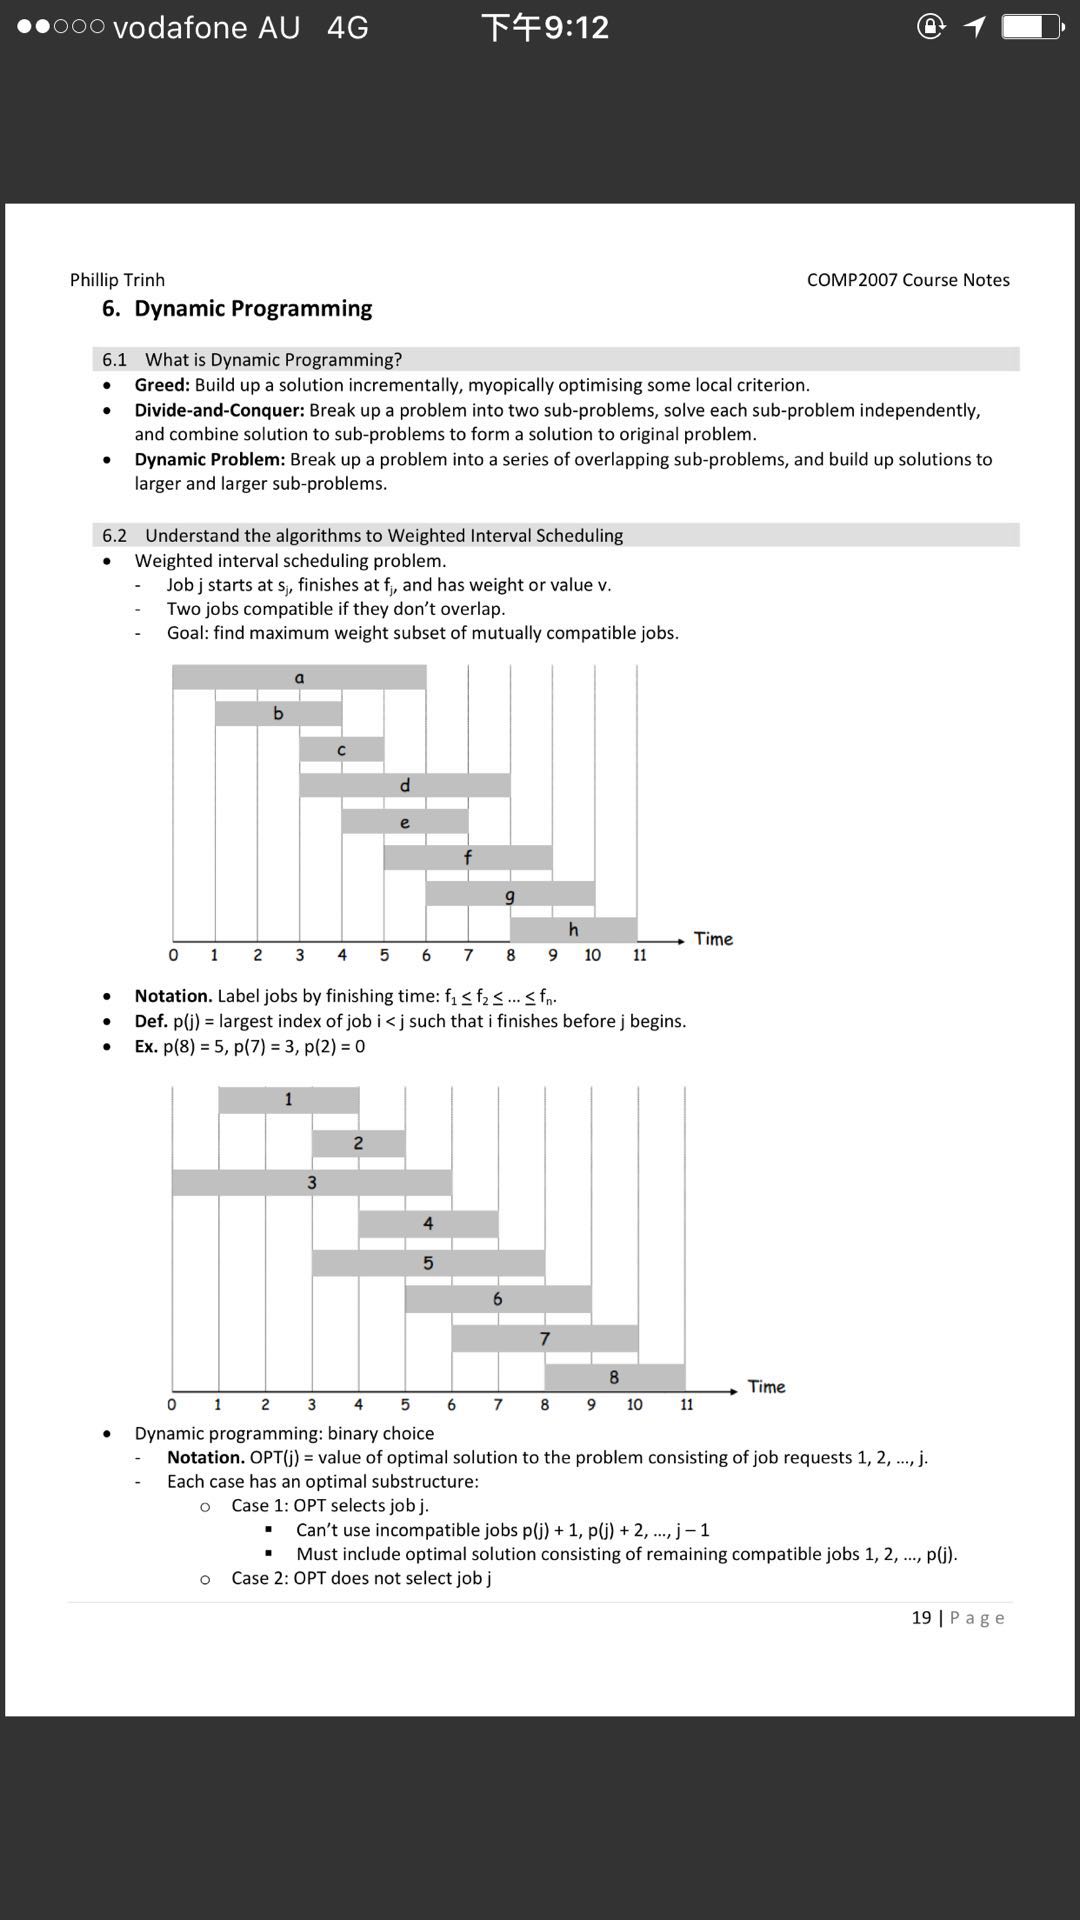 vodafone AU 4G 下午9:12
Phillip Trinh COMP2007 Course Notes
6. Dynamic Programming
6.1 What is Dynamic Programming?
• Greed: Build up a solution incrementally, myopically optimising some local criterion.
• Divide-and-Conquer: Break up a problem into two sub-problems, solve each sub-problem independently,
and combine solution to sub-problems to form a solution to original problem.
• Dynamic Problem: Break up a problem into a series of overlapping sub-problems, and build up solutions to
larger and larger sub-problems.
6.2 Understand the algorithms to Weighted Interval Scheduling
• Weighted interval scheduling problem.
- Job j starts at sⱼ, finishes at fⱼ, and has weight or value v.
- Two jobs compatible if they don’t overlap.
- Goal: find maximum weight subset of mutually compatible jobs.
a
b
c
d
e
f
g
h
Time
0 1 2 3 4 5 6 7 8 9 10 11
• Notation. Label jobs by finishing time: f₁ ≤ f₂ ≤ ... ≤ fₙ.
• Def. p(j) = largest index of job i < j such that i finishes before j begins.
• Ex. p(8) = 5, p(7) = 3, p(2) = 0
1
2
3
4
5
6
7
8
Time
0 1 2 3 4 5 6 7 8 9 10 11
• Dynamic programming: binary choice
- Notation. OPT(j) = value of optimal solution to the problem consisting of job requests 1, 2, ..., j.
- Each case has an optimal substructure:
o Case 1: OPT selects job j.
▪ Can’t use incompatible jobs p(j) + 1, p(j) + 2, ..., j – 1
▪ Must include optimal solution consisting of remaining compatible jobs 1, 2, ..., p(j).
o Case 2: OPT does not select job j
19 | Page